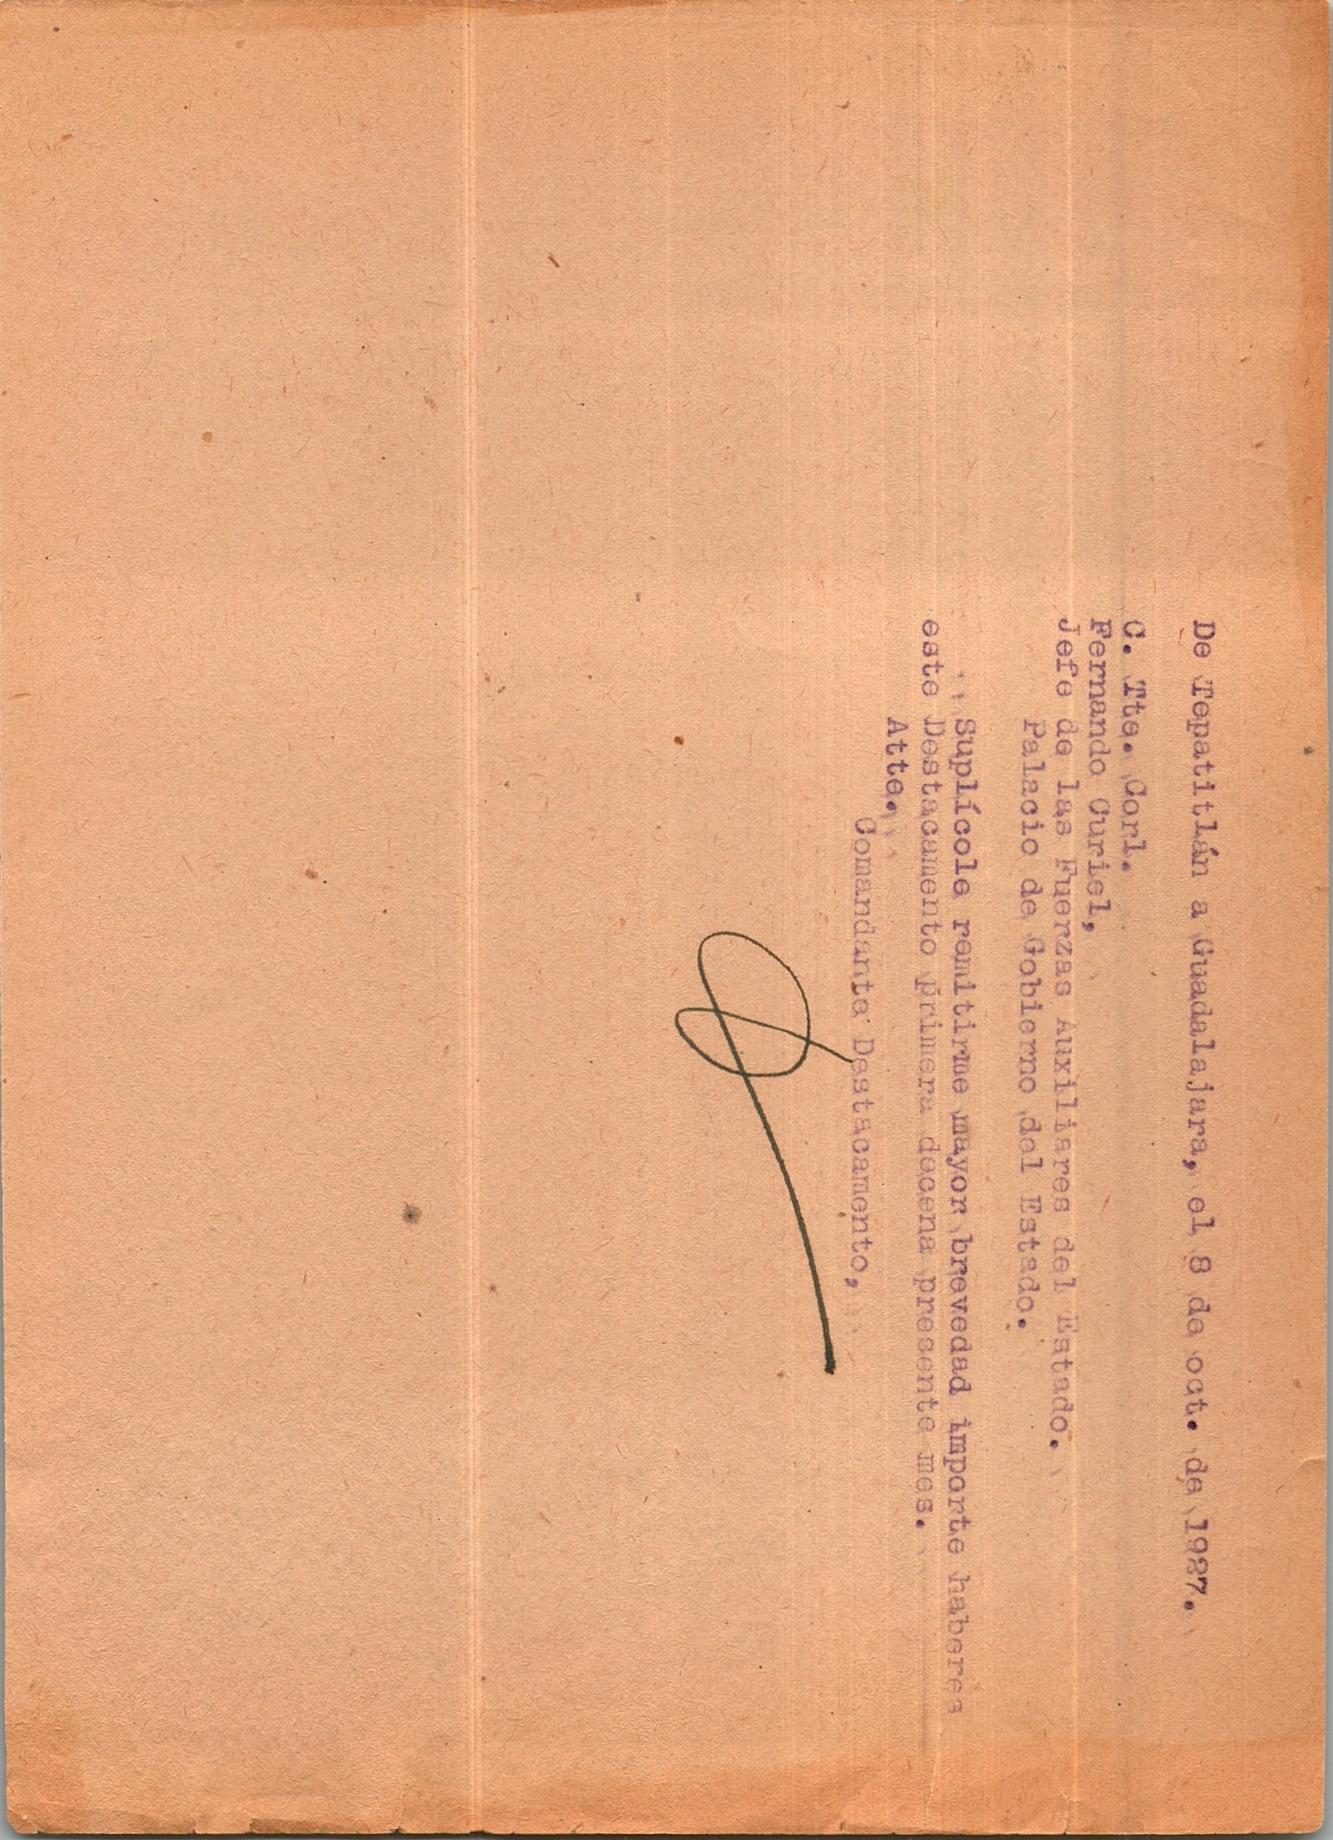 De Tepatitlán a Guadalajara, el 8 de oct. de 1927.
C. Tte. Corl.
Fernando Curiel,
Jefe de las Fuerzas Auxiliares del Estado.
Palacio de Gobierno del Estado.
Suplícole remitirme mayor brevedad importe haberes
este Destacamento primera decena presente mes.
Atte.
Comandante Destacamento,